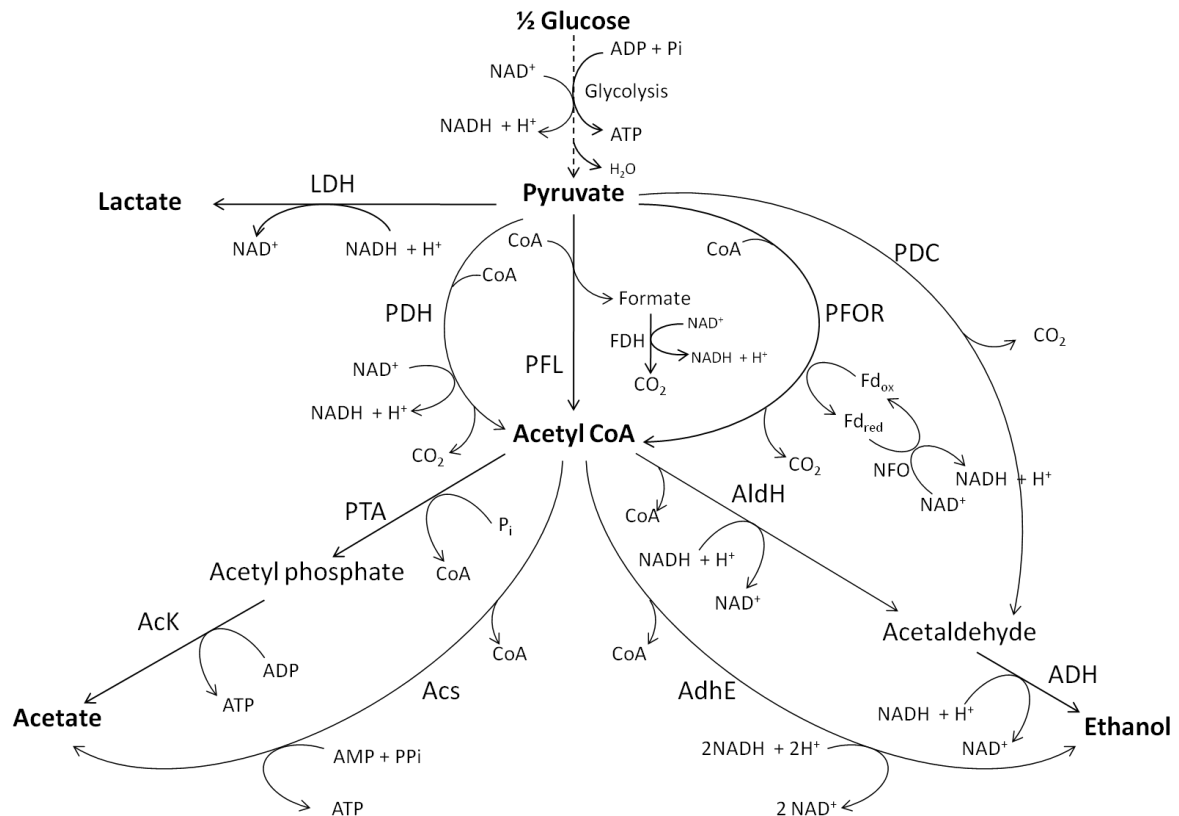 ½ Glucose
ADP + Pi
NAD⁺
Glycolysis
NADH + H⁺
ATP
H₂O
Pyruvate
LDH
Lactate
NAD⁺
NADH + H⁺
CoA
CoA
PDC
CoA
PDH
Formate
PFOR
FDH
NAD⁺
NADH + H⁺
CO₂
PFL
CO₂
NAD⁺
NADH + H⁺
Fdox
Fdred
Acetyl CoA
CO₂
CO₂
NFO
NADH + H⁺
NAD⁺
PTA
Pi
CoA
AldH
CoA
NADH + H⁺
NAD⁺
Acetyl phosphate
CoA
Acetaldehyde
AcK
ADP
ATP
CoA
ADH
Acs
AdhE
NADH + H⁺
NAD⁺
Acetate
Ethanol
AMP + PPi
2NADH + 2H⁺
ATP
2 NAD⁺